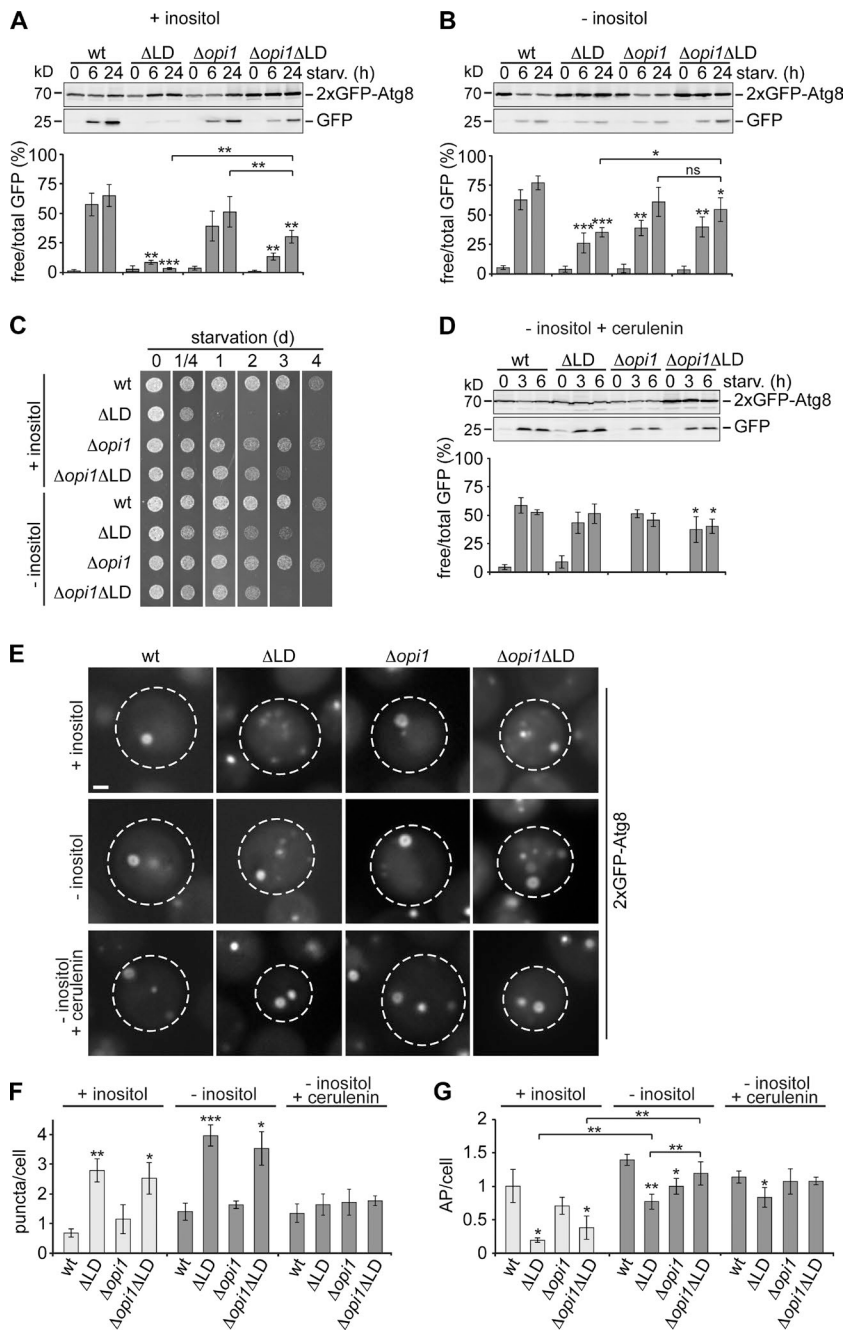 A
+ inositol
wt ΔLD Δopi1 Δopi1ΔLD
kD 0 6 24 0 6 24 0 6 24 0 6 24 starv. (h)
70 2xGFP-Atg8
25 GFP
free/total GFP (%)
100
75
50
25
0
** *** ** **
**
**
B
- inositol
wt ΔLD Δopi1 Δopi1ΔLD
kD 0 6 24 0 6 24 0 6 24 0 6 24 starv. (h)
70 2xGFP-Atg8
25 GFP
free/total GFP (%)
100
75
50
25
0
*** *** ** ** *
*
ns
C
starvation (d)
0 1/4 1 2 3 4
+ inositol
wt
ΔLD
Δopi1
Δopi1ΔLD
- inositol
wt
ΔLD
Δopi1
Δopi1ΔLD
D
- inositol + cerulenin
wt ΔLD Δopi1 Δopi1ΔLD
kD 0 3 6 0 3 6 0 3 6 0 3 6 starv. (h)
70 2xGFP-Atg8
25 GFP
free/total GFP (%)
100
75
50
25
0
* *
E
wt ΔLD Δopi1 Δopi1ΔLD
+ inositol
- inositol
- inositol
+ cerulenin
2xGFP-Atg8
F
+ inositol - inositol - inositol
+ cerulenin
puncta/cell
4
3
2
1
0
** * *** *
wt ΔLD Δopi1 Δopi1ΔLD wt ΔLD Δopi1 Δopi1ΔLD wt ΔLD Δopi1 Δopi1ΔLD
G
+ inositol - inositol - inositol
+ cerulenin
AP/cell
2
1.5
1
0.5
0
**
**
**
* * ** * *
wt ΔLD Δopi1 Δopi1ΔLD wt ΔLD Δopi1 Δopi1ΔLD wt ΔLD Δopi1 Δopi1ΔLD